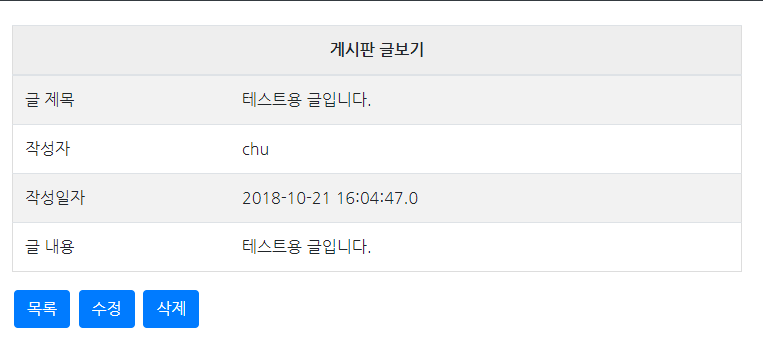 게시판 글보기
글 제목 테스트용 글입니다.
작성자 chu
작성일자 2018-10-21 16:04:47.0
글 내용 테스트용 글입니다.
목록 수정 삭제